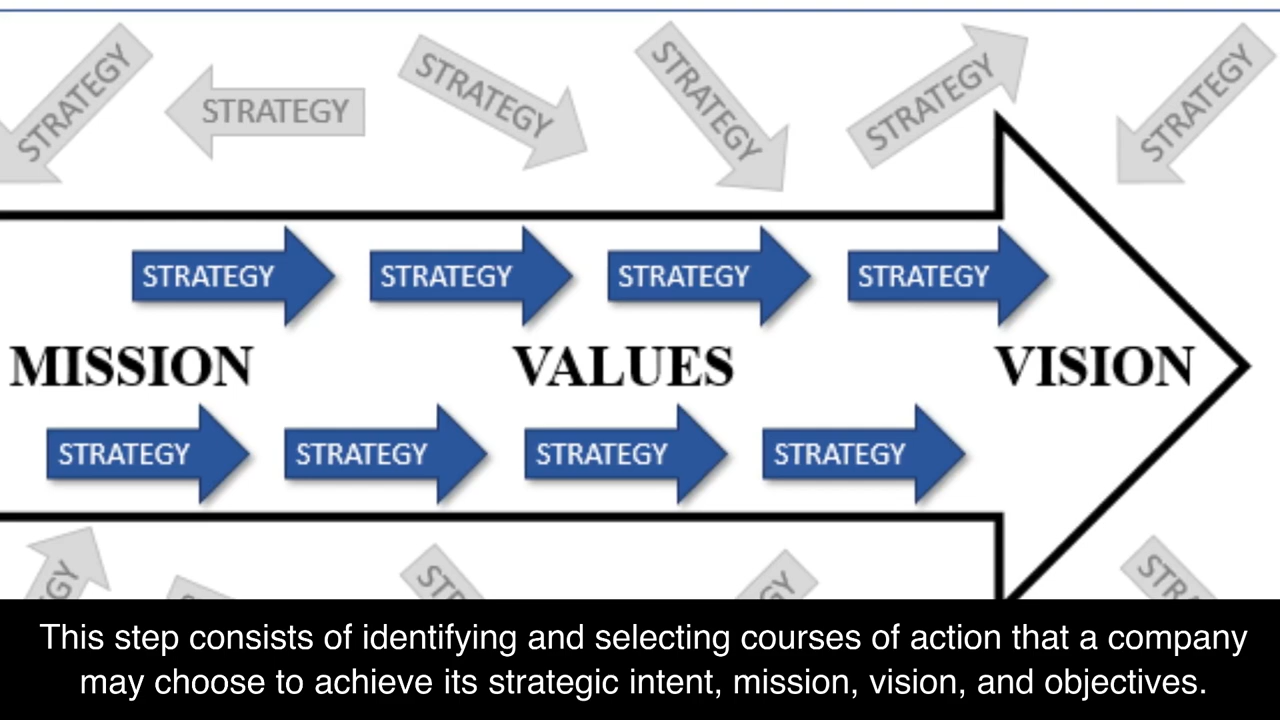 STRATEGY
STRATEGY
STRATEGY
STRATEGY
STRATEGY
STRATEGY
STRATEGY
STRATEGY
STRATEGY
STRATEGY
MISSION
VALUES
VISION
STRATEGY
STRATEGY
STRATEGY
STRATEGY
This step consists of identifying and selecting courses of action that a company
may choose to achieve its strategic intent, mission, vision, and objectives.